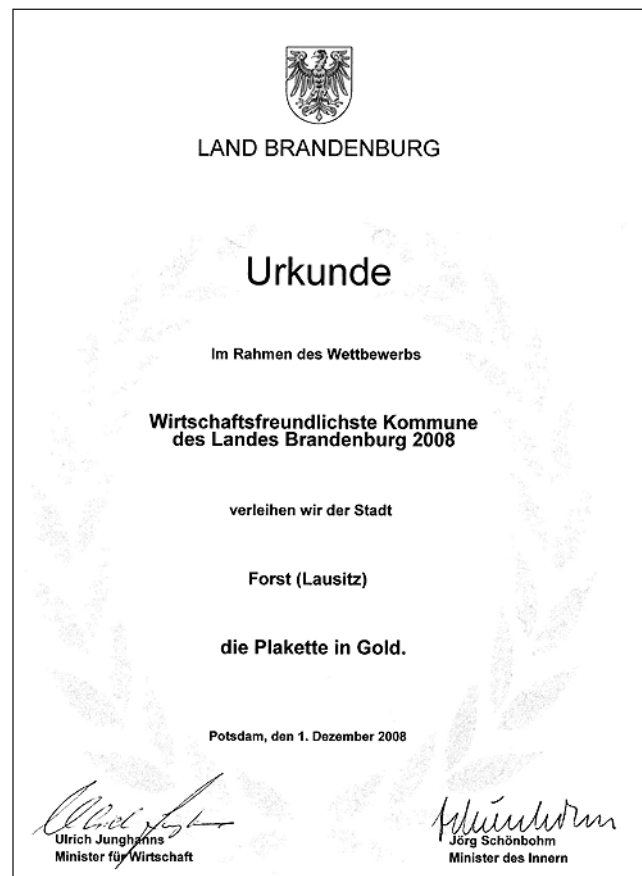 LAND BRANDENBURG
Urkunde
Im Rahmen des Wettbewerbs
Wirtschaftsfreundlichste Kommune
des Landes Brandenburg 2008
verleihen wir der Stadt
Forst (Lausitz)
die Plakette in Gold.
Potsdam, den 1. Dezember 2008
Ulrich Junghanns
Minister für Wirtschaft
Jörg Schönbohm
Minister des Innern